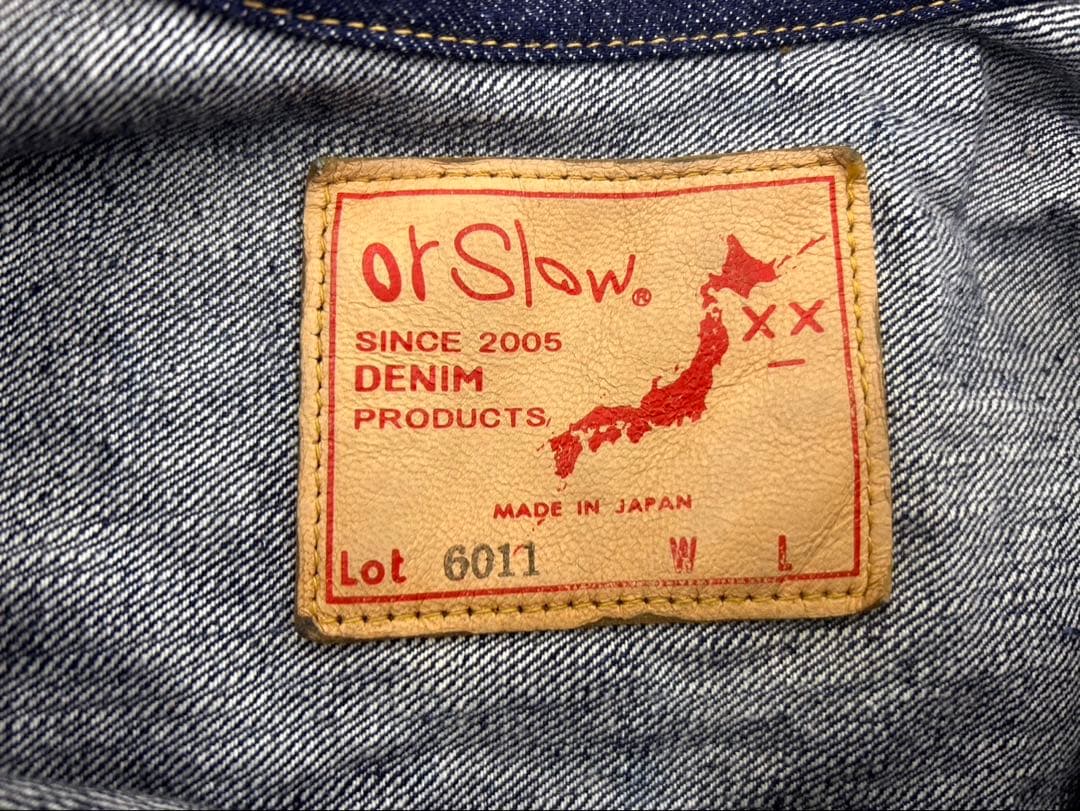 orSlow®
SINCE 2005
DENIM
PRODUCTS,
XX
MADE IN JAPAN
Lot 6011 W L